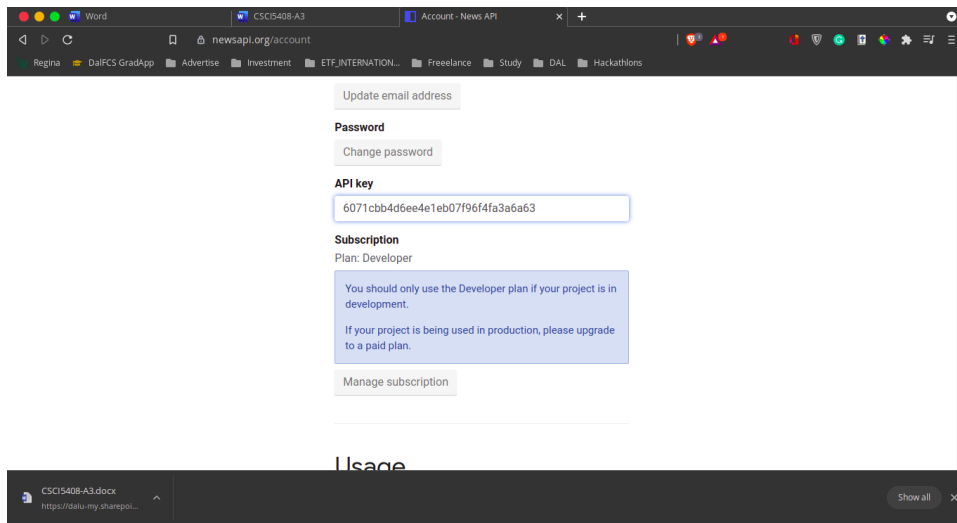 Word
CSCI5408-A3
Account - News API
newsapi.org/account
Regina
DalFCS GradApp
Advertise
Investment
ETF,INTERNATION...
Freeelance
Study
DAL
Hackathlons
Update email address
Password
Change password
API key
6071cbb4d6ee4e1eb07f96f4fa3a6a63
Subscription
Plan: Developer
You should only use the Developer plan if your project is in
development.
If your project is being used in production, please upgrade
to a paid plan.
Manage subscription
Usage
CSCI5408-A3.docx
https://dalu-my.sharepoi...
Show all